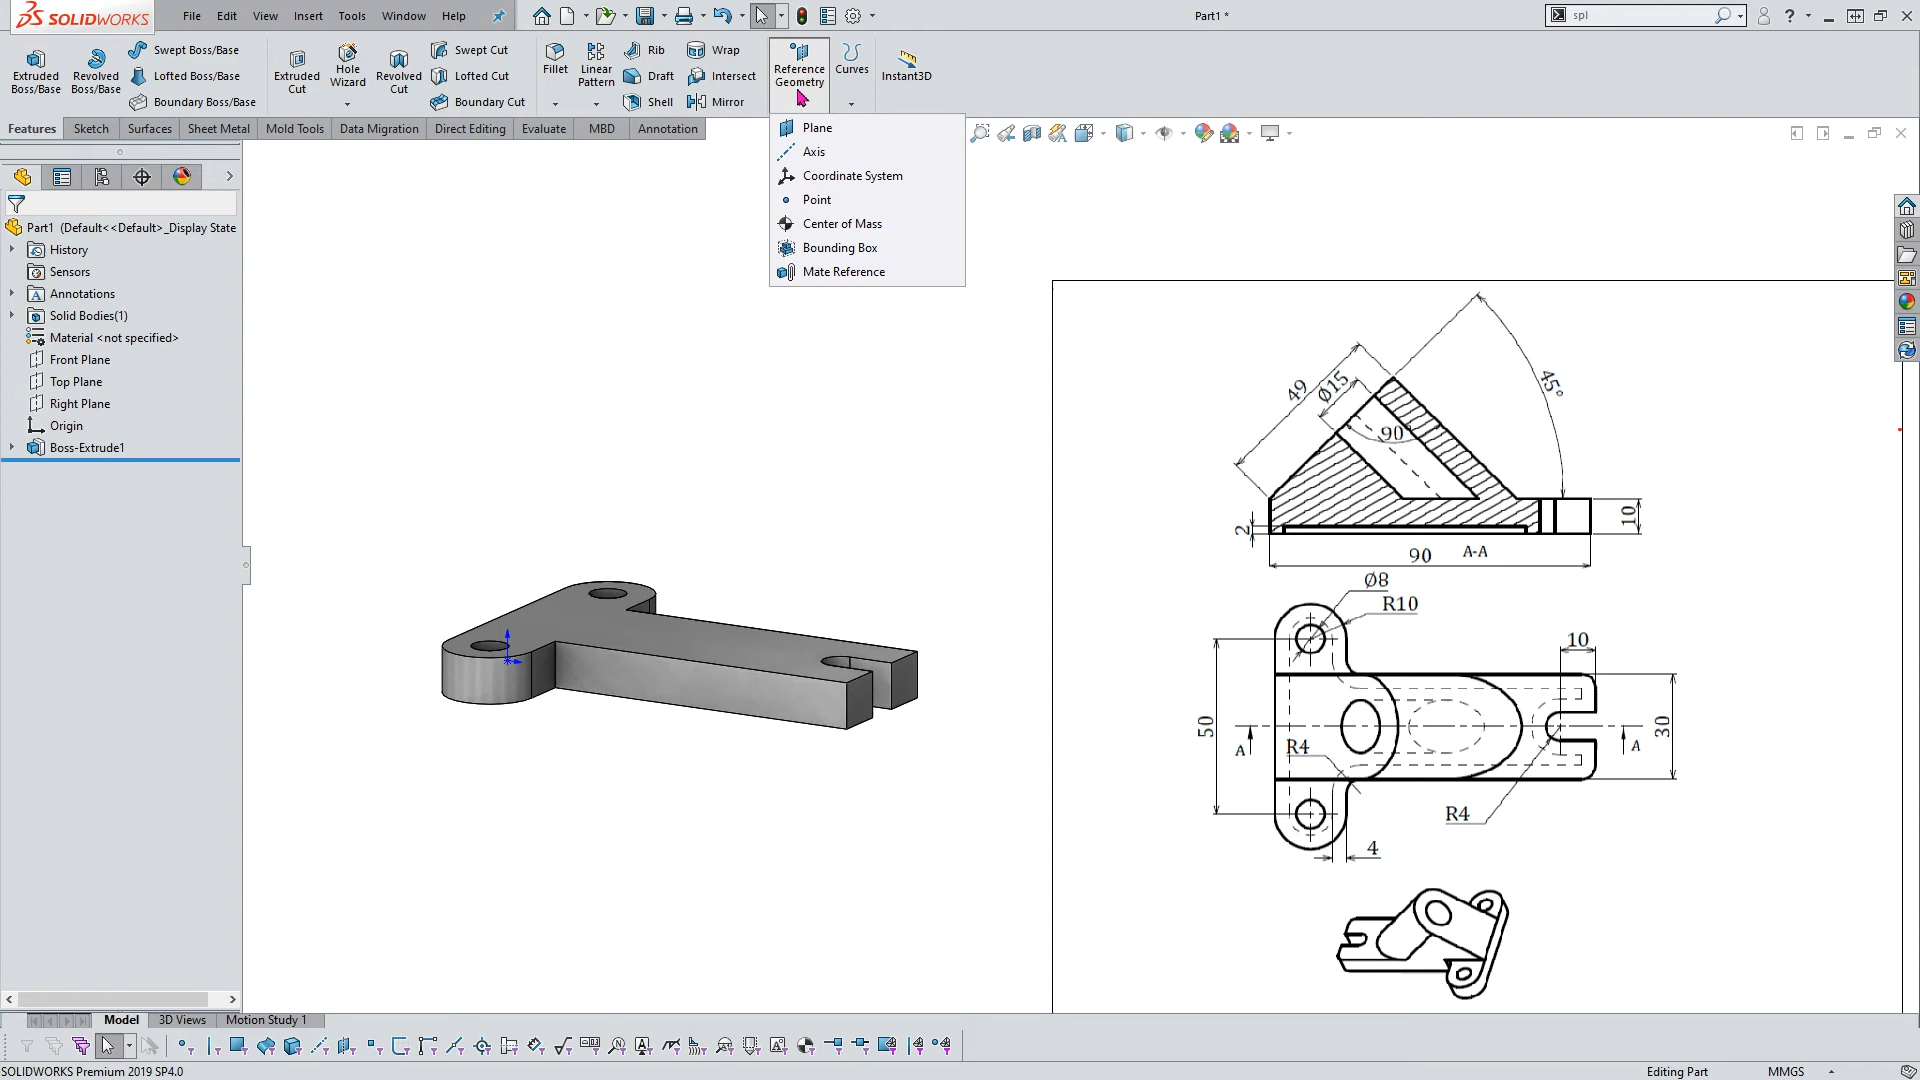 SOLIDWORKS
File Edit View Insert Tools Window Help
Part1 *
spl
Extruded Boss/Base
Revolved Boss/Base
Swept Boss/Base
Lofted Boss/Base
Boundary Boss/Base
Extruded Cut
Hole Wizard
Revolved Cut
Swept Cut
Lofted Cut
Boundary Cut
Fillet
Linear Pattern
Rib
Draft
Shell
Wrap
Intersect
Mirror
Reference Geometry
Curves
Instant3D
Features Sketch Surfaces Sheet Metal Mold Tools Data Migration Direct Editing Evaluate MBD Annotation
Plane
Axis
Coordinate System
Point
Center of Mass
Bounding Box
Mate Reference
Part1 (Default<<Default>_Display State
History
Sensors
Annotations
Solid Bodies(1)
Material <not specified>
Front Plane
Top Plane
Right Plane
Origin
Boss-Extrude1
49
Ø15
45°
90
10
2
90
A-A
Ø8
R10
10
50
30
A
R4
A
R4
4
Model 3D Views Motion Study 1
SOLIDWORKS Premium 2019 SP4.0
Editing Part
MMGS